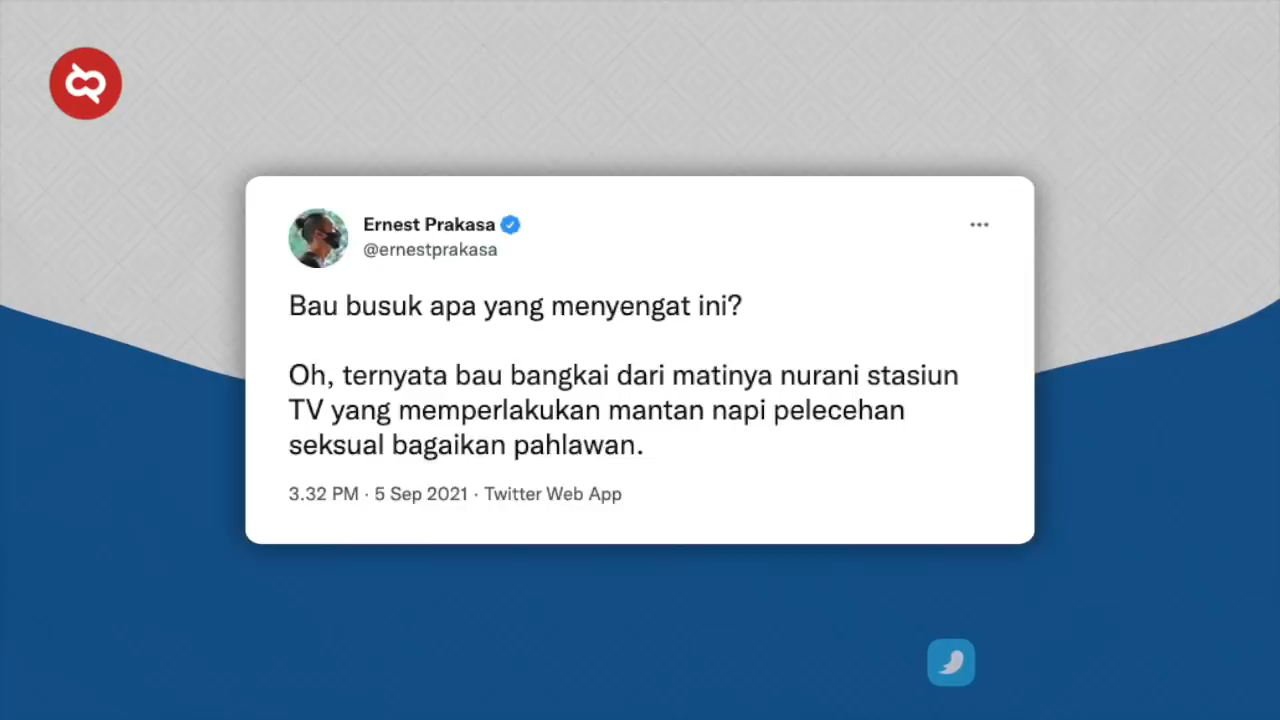 Ernest Prakasa
@ernestprakasa
Bau busuk apa yang menyengat ini?
Oh, ternyata bau bangkai dari matinya nurani stasiun
TV yang memperlakukan mantan napi pelecehan
seksual bagaikan pahlawan.
3.32 PM · 5 Sep 2021 · Twitter Web App